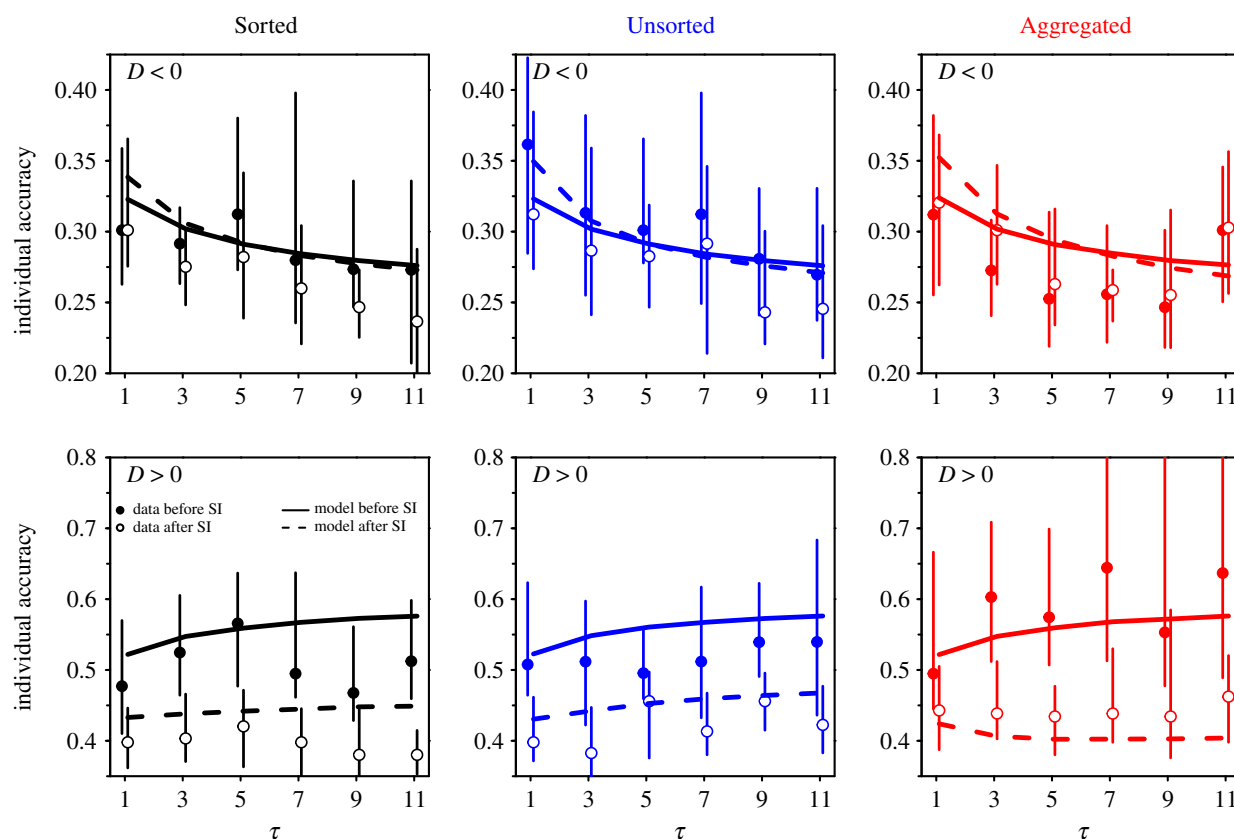 Sorted Unsorted Aggregated
D < 0 D < 0 D < 0
0.40 0.40 0.40
0.35 0.35 0.35
individual accuracy
0.30 0.30 0.30
0.25 0.25 0.25
0.20 0.20 0.20
1 3 5 7 9 11 1 3 5 7 9 11 1 3 5 7 9 11
0.8 0.8 0.8
D > 0 D > 0 D > 0
data before SI model before SI
data after SI model after SI
0.7 0.7 0.7
individual accuracy
0.6 0.6 0.6
0.5 0.5 0.5
0.4 0.4 0.4
1 3 5 7 9 11 1 3 5 7 9 11 1 3 5 7 9 11
τ τ τ